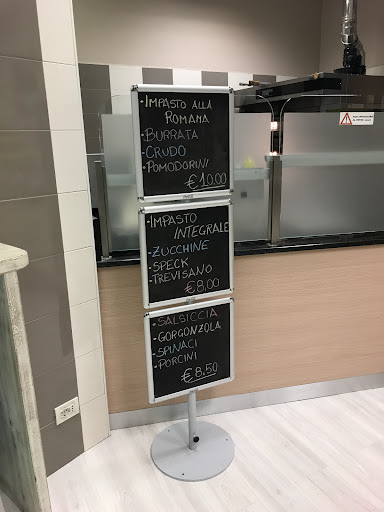 • IMPASTO ALLA
ROMANA
• BURRATA
• CRUDO
• POMODORINI
€ 10,00
• IMPASTO
INTEGRALE
• ZUCCHINE
• SPECK
• TREVISANO
€ 8,00
• SALSICCIA
• GORGONZOLA
• SPINACI
• PORCINI
€ 8,50